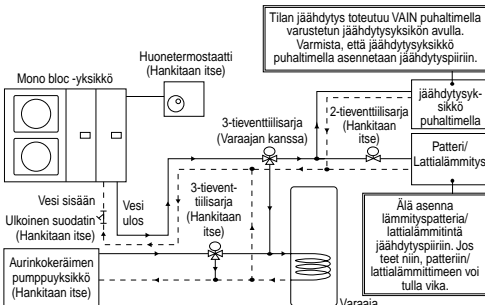 Tilan jäähdytys toteutuu VAIN puhaltimella
varustetun jäähdytysyksikön avulla.
Varmista, että jäähdytysyksikkö
puhaltimella asennetaan jäähdytyspiiriin.
Huonetermostaatti
(Hankitaan itse)
Mono bloc -yksikkö
3-tieventtiilisarja
(Varaajan kanssa)
2-tieventtiilisarja
(Hankitaan
itse)
jäähdytysyk-
sikkö
puhaltimella
Patteri/
Lattialämmitys
Vesi sisään
Ulkoinen suodatin
(Hankitaan itse)
Vesi
ulos
3-tievent-
tiilisarja
(Hankitaan
itse)
Älä asenna
lämmityspatteria/
lattialämmitintä
jäähdytyspiiriin. Jos
teet niin, patteriin/
lattialämmittimeen voi
tulla vika.
Aurinkokeräimen
pumppuyksikkö
(Hankitaan itse)
Varaaja